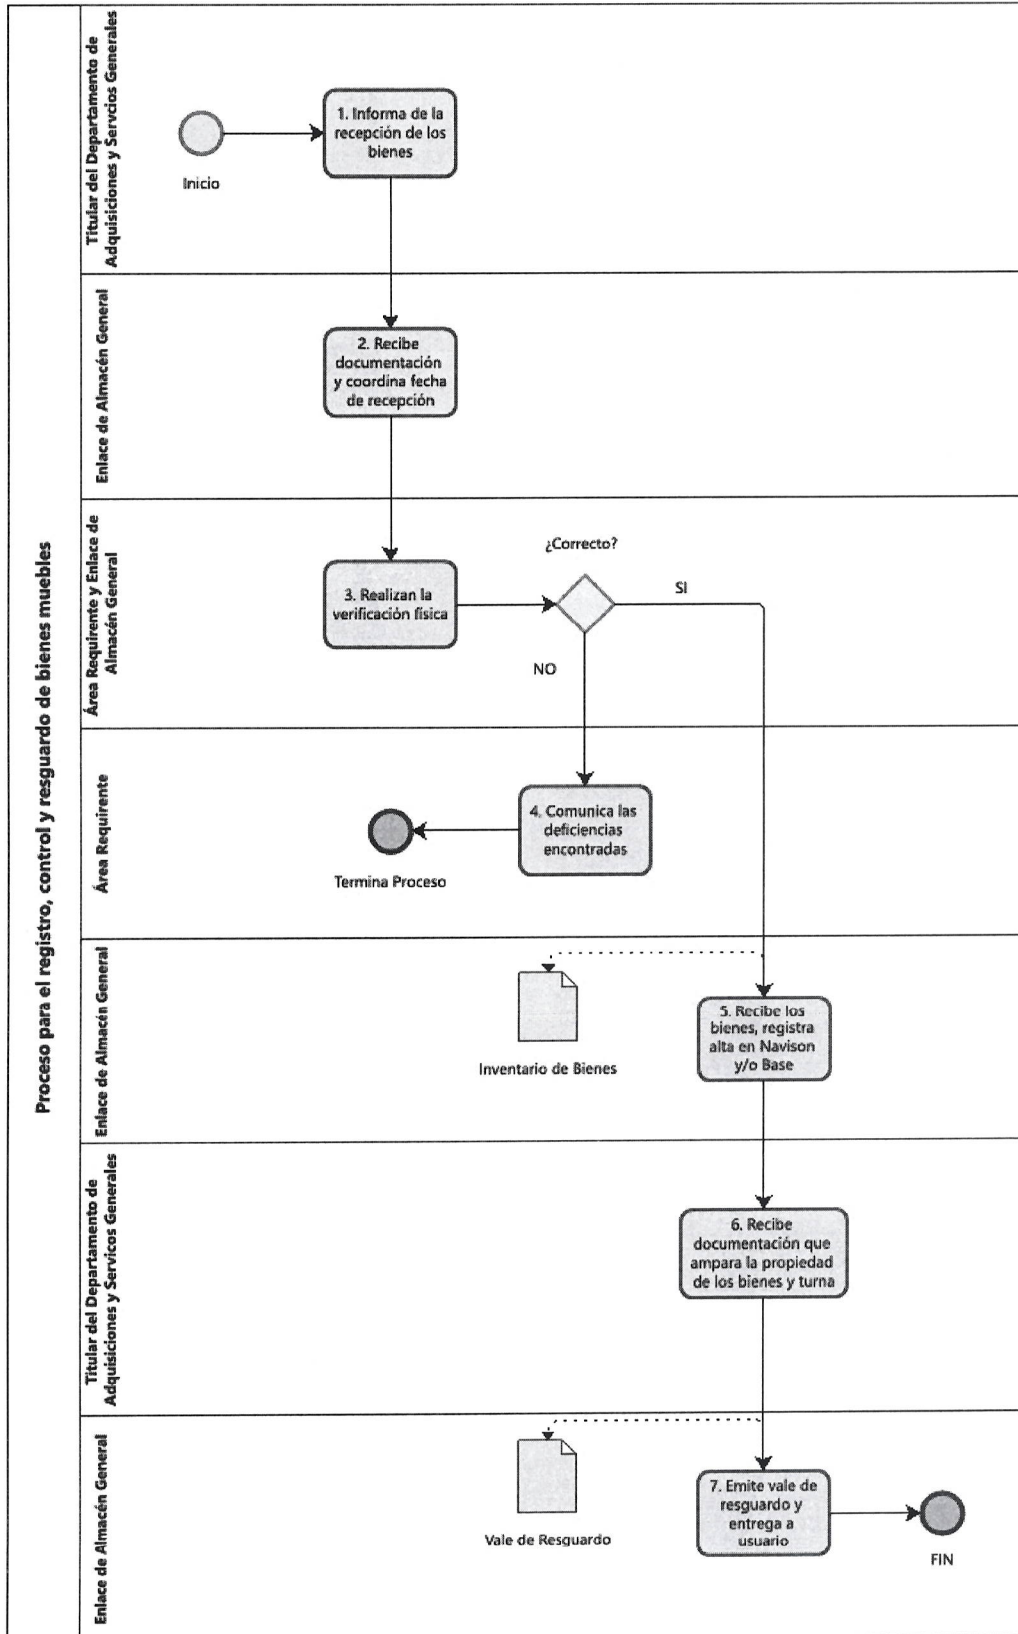 Proceso para el registro, control y resguardo de bienes muebles
Titular del Departamento de
Adquisiciones y Servcios Generales
Inicio
1. Informa de la
recepción de los
bienes
Enlace de Almacén General
2. Recibe
documentación
y coordina fecha
de recepción
Área Requirente y Enlace de
Almacén General
3. Realizan la
verificación física
¿Correcto?
SI
NO
Área Requirente
4. Comunica las
deficiencias
encontradas
Termina Proceso
Enlace de Almacén General
Inventario de Bienes
5. Recibe los
bienes, registra
alta en Navison
y/o Base
Titular del Departamento de
Adquisiciones y Servicos Generales
6. Recibe
documentación que
ampara la propiedad
de los bienes y turna
Enlace de Almacén General
Vale de Resguardo
7. Emite vale de
resguardo y
entrega a
usuario
FIN